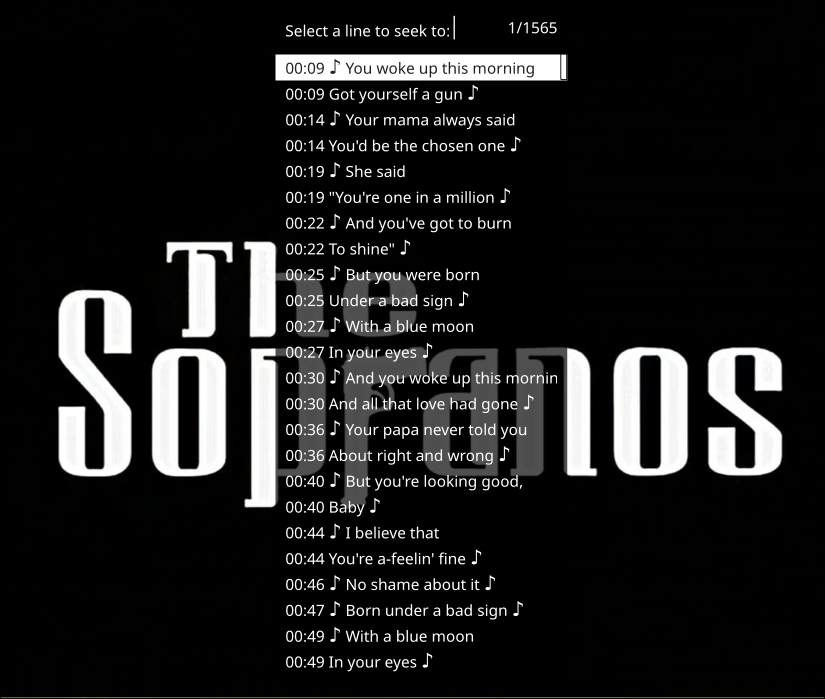 Select a line to seek to: 1/1565
00:09 ♪ You woke up this morning
00:09 Got yourself a gun ♪
00:14 ♪ Your mama always said
00:14 You'd be the chosen one ♪
00:19 ♪ She said
00:19 "You're one in a million ♪
00:22 ♪ And you've got to burn
00:22 To shine" ♪
00:25 ♪ But you were born
00:25 Under a bad sign ♪
00:27 ♪ With a blue moon
00:27 In your eyes ♪
00:30 ♪ And you woke up this mornin
00:30 And all that love had gone ♪
00:36 ♪ Your papa never told you
00:36 About right and wrong ♪
00:40 ♪ But you're looking good,
00:40 Baby ♪
00:44 ♪ I believe that
00:44 You're a-feelin' fine ♪
00:46 ♪ No shame about it ♪
00:47 ♪ Born under a bad sign ♪
00:49 ♪ With a blue moon
00:49 In your eyes ♪
The
Sopranos